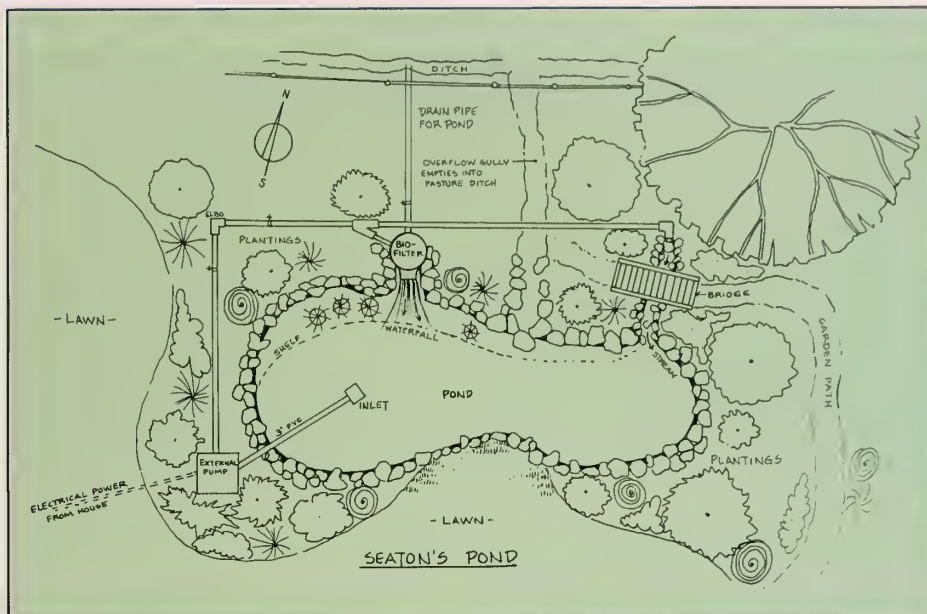 DITCH
N
S
DRAIN PIPE
FOR POND
OVERFLOW GULLY
EMPTIES INTO
PASTURE DITCH
ELBO
PLANTINGS
BIO-
FILTER
BRIDGE
- LAWN -
WATERFALL
SHELF
STREAM
GARDEN PATH
INLET
POND
3" PVC
EXTERNAL
PUMP
PLANTINGS
ELECTRICAL POWER
FROM HOUSE
- LAWN -
SEATON'S POND